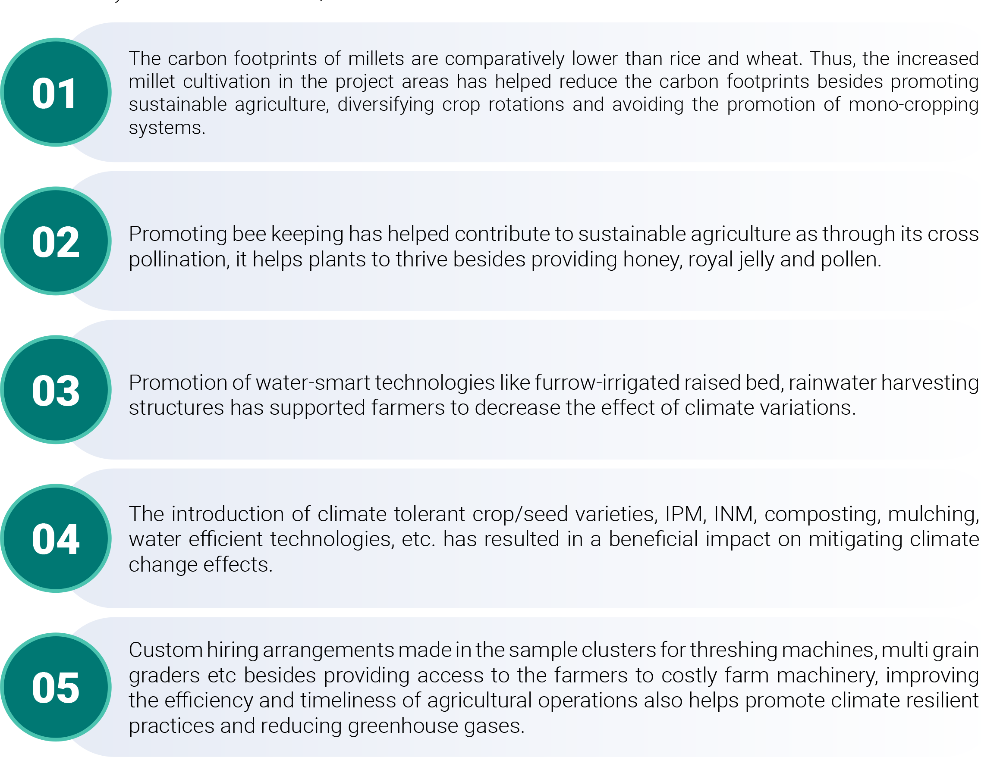 01
The carbon footprints of millets are comparatively lower than rice and wheat. Thus, the increased
millet cultivation in the project areas has helped reduce the carbon footprints besides promoting
sustainable agriculture, diversifying crop rotations and avoiding the promotion of mono-cropping
systems.
02
Promoting bee keeping has helped contribute to sustainable agriculture as through its cross
pollination, it helps plants to thrive besides providing honey, royal jelly and pollen.
03
Promotion of water-smart technologies like furrow-irrigated raised bed, rainwater harvesting
structures has supported farmers to decrease the effect of climate variations.
04
The introduction of climate tolerant crop/seed varieties, IPM, INM, composting, mulching,
water efficient technologies, etc. has resulted in a beneficial impact on mitigating climate
change effects.
05
Custom hiring arrangements made in the sample clusters for threshing machines, multi grain
graders etc besides providing access to the farmers to costly farm machinery, improving
the efficiency and timeliness of agricultural operations also helps promote climate resilient
practices and reducing greenhouse gases.